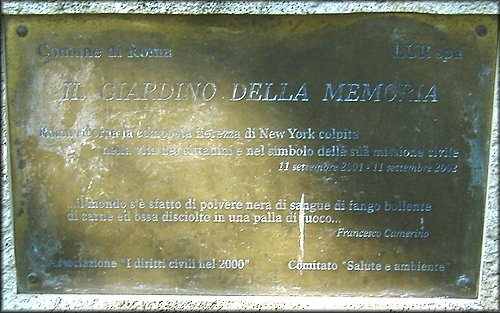 Comune di Roma EUR spa
IL GIARDINO DELLA MEMORIA
Roma la composta fierezza di New York colpita
nella vita dei cittadini e nel simbolo della sua missione civile
11 settembre 2001 - 11 settembre 2002
...il mondo s'è sfatto di polvere nera di sangue di fango bollente
di carne ed ossa disciolte in una palla di fuoco...
Francesco Camerino
Associazione "I diritti civili nel 2000" Comitato "Salute e ambiente"